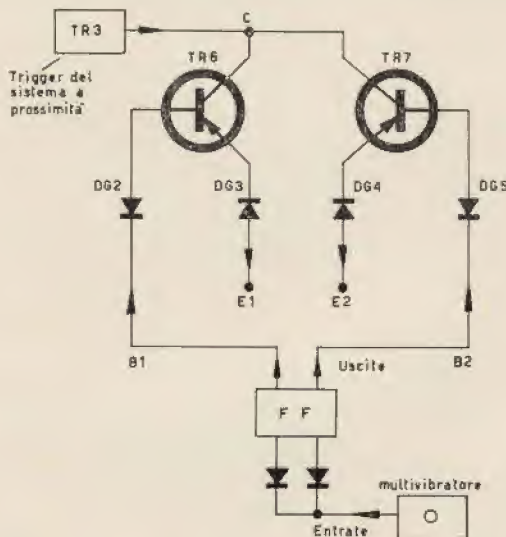 C
TR3
TR6
TR7
Trigger del
sistema a
prossimità
DG2
DG3
DG4
DG5
E1
E2
B1
Uscite
B2
F F
multivibratore
Entrate